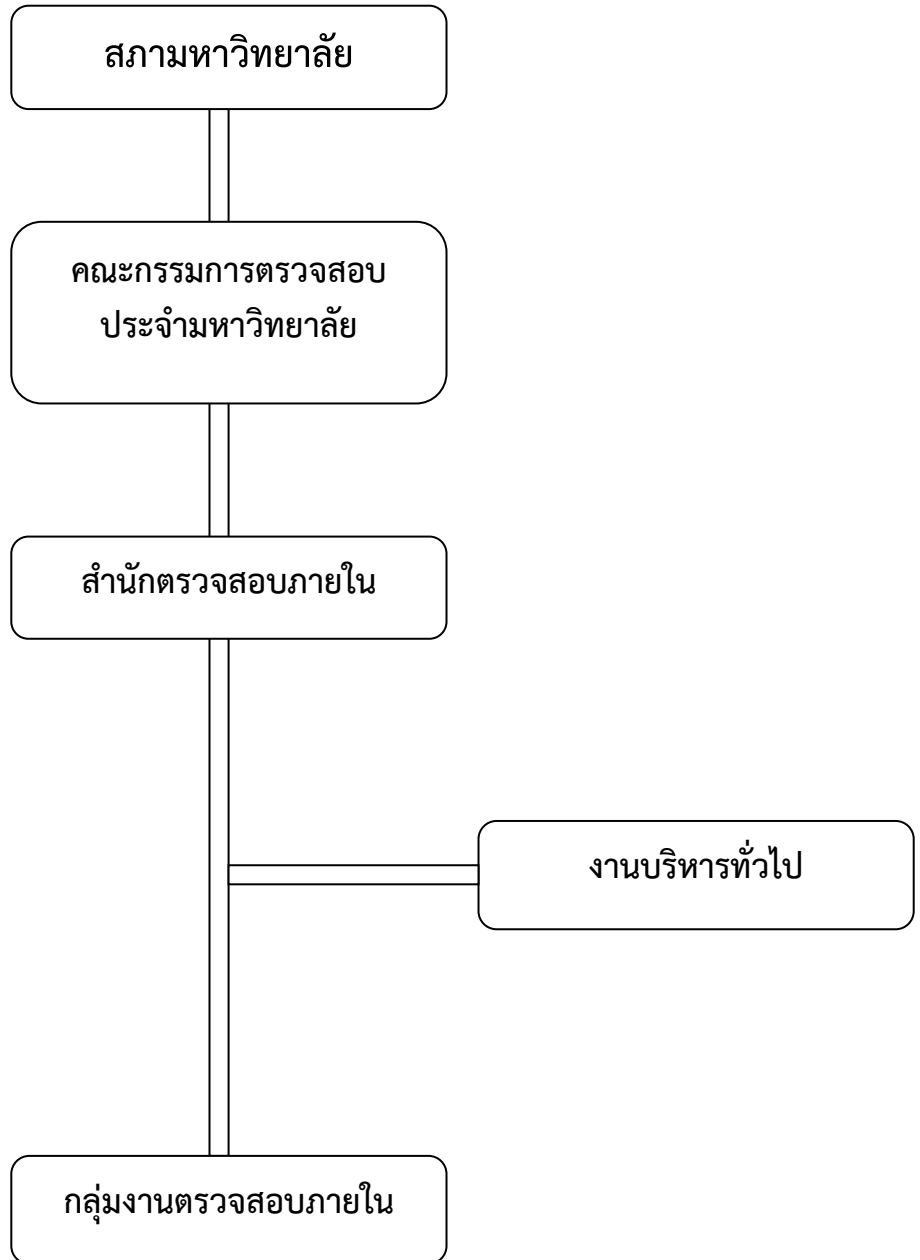 สภามหาวิทยาลัย
คณะกรรมการตรวจสอบ
ประจำมหาวิทยาลัย
สำนักตรวจสอบภายใน
งานบริหารทั่วไป
กลุ่มงานตรวจสอบภายใน